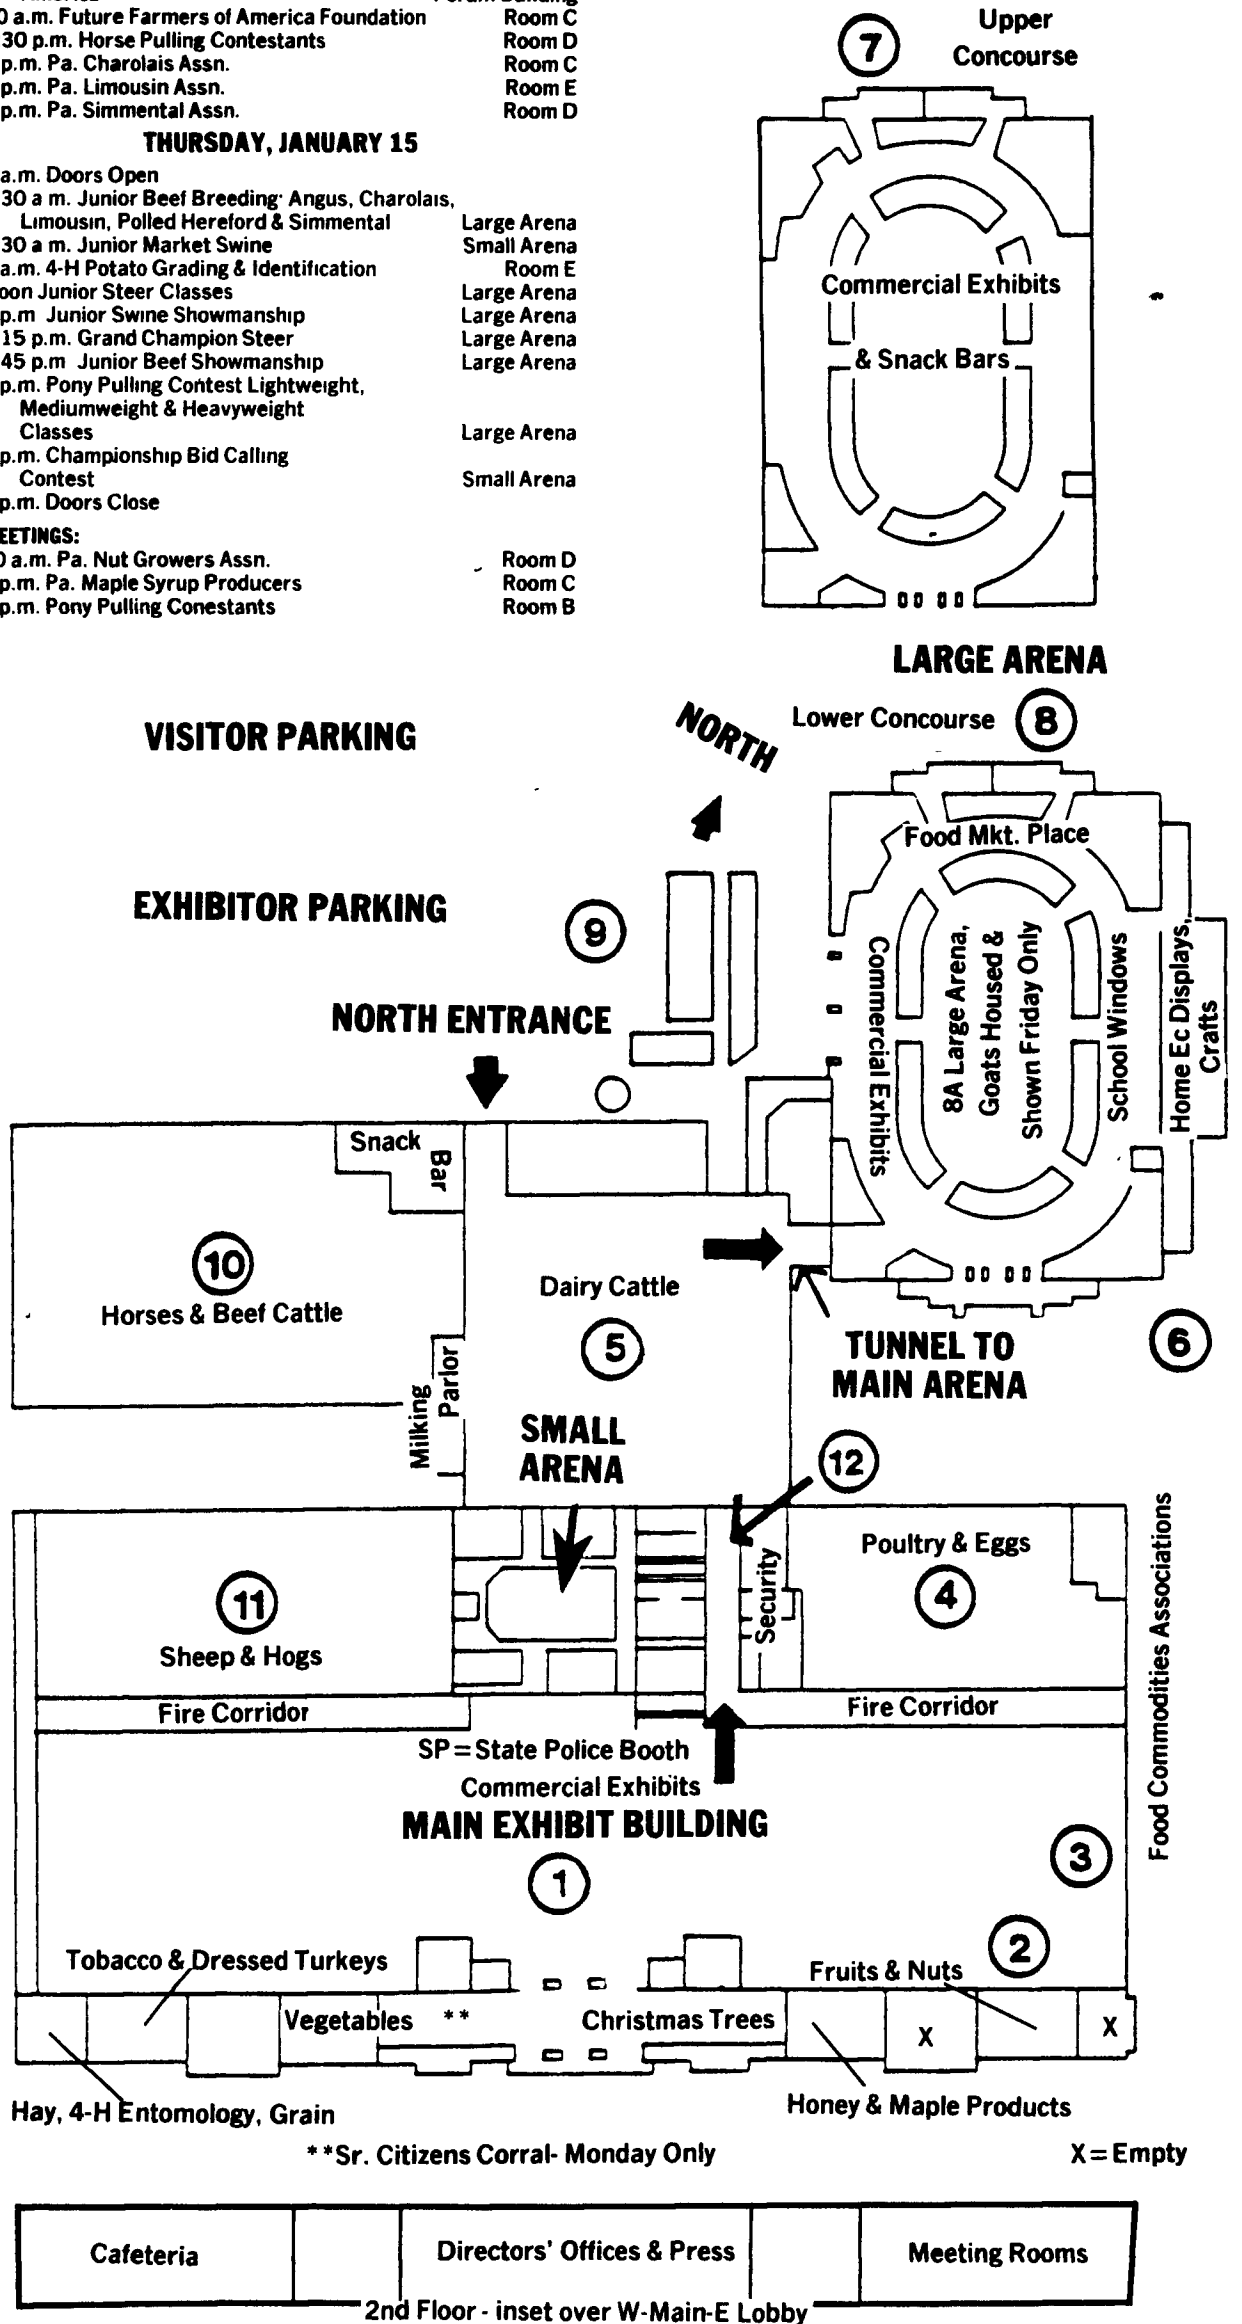 0 a.m. Future Farmers of America Foundation Room C
30 p.m. Horse Pulling Contestants Room D
p.m. Pa. Charolais Assn. Room C
p.m. Pa. Limousin Assn. Room E
p.m. Pa. Simmental Assn. Room D
THURSDAY, JANUARY 15
a.m. Doors Open
30 a m. Junior Beef Breeding: Angus, Charolais,
Limousin, Polled Hereford & Simmental Large Arena
30 a m. Junior Market Swine Small Arena
a.m. 4-H Potato Grading & Identification Room E
oon Junior Steer Classes Large Arena
p.m Junior Swine Showmanship Large Arena
15 p.m. Grand Champion Steer Large Arena
45 p.m Junior Beef Showmanship Large Arena
p.m. Pony Pulling Contest Lightweight,
Mediumweight & Heavyweight
Classes Large Arena
p.m. Championship Bid Calling
Contest Small Arena
p.m. Doors Close
EETINGS:
0 a.m. Pa. Nut Growers Assn. Room D
p.m. Pa. Maple Syrup Producers Room C
p.m. Pony Pulling Conestants Room B
7
Upper
Concourse
Commercial Exhibits
& Snack Bars
LARGE ARENA
Lower Concourse 8
VISITOR PARKING
NORTH
EXHIBITOR PARKING
9
NORTH ENTRANCE
Food Mkt. Place
Commercial Exhibits
8A Large Arena,
Goats Housed &
Shown Friday Only
School Windows
Home Ec Displays,
Crafts
Snack
Bar
10
Horses & Beef Cattle
Dairy Cattle
5
6
TUNNEL TO
MAIN ARENA
Milking
Parlor
SMALL
ARENA
12
11
Sheep & Hogs
Security
Poultry & Eggs
4
Food Commodities Associations
Fire Corridor
Fire Corridor
SP = State Police Booth
Commercial Exhibits
MAIN EXHIBIT BUILDING
1
3
2
Tobacco & Dressed Turkeys
Fruits & Nuts
Vegetables **
Christmas Trees
X
X
Hay, 4-H Entomology, Grain
Honey & Maple Products
**Sr. Citizens Corral- Monday Only
X = Empty
Cafeteria
Directors' Offices & Press
Meeting Rooms
2nd Floor - inset over W-Main-E Lobby